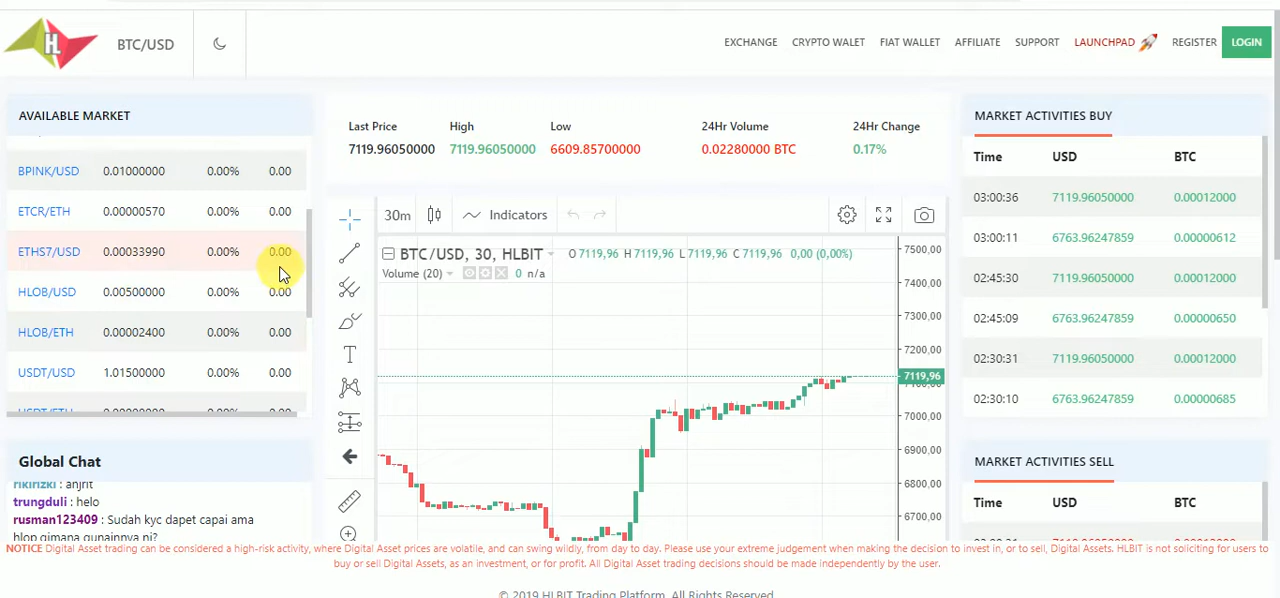 BTC/USD
EXCHANGE CRYPTO WALET FIAT WALLET AFFILIATE SUPPORT LAUNCHPAD REGISTER LOGIN
AVAILABLE MARKET
BPINK/USD 0.01000000 0.00% 0.00
ETCR/ETH 0.00000570 0.00% 0.00
ETHS7/USD 0.00033990 0.00% 0.00
HLOB/USD 0.00500000 0.00% 0.00
HLOB/ETH 0.00002400 0.00% 0.00
USDT/USD 1.01500000 0.00% 0.00
Global Chat
rikirizki : anjrit
trungduli : helo
rusman123409 : Sudah kyc dapet capai ama
hlop gimana gunainnya ni?
Last Price High Low 24Hr Volume 24Hr Change
7119.96050000 7119.96050000 6609.85700000 0.02280000 BTC 0.17%
30m Indicators
BTC/USD, 30, HLBIT O 7119,96 H 7119,96 L 7119,96 C 7119,96 0,00 (0,00%)
Volume (20) 0 n/a
7500,00
7400,00
7300,00
7200,00
7119,96
7000,00
6900,00
6800,00
6700,00
MARKET ACTIVITIES BUY
Time USD BTC
03:00:36 7119.96050000 0.00012000
03:00:11 6763.96247859 0.00000612
02:45:30 7119.96050000 0.00012000
02:45:09 6763.96247859 0.00000650
02:30:31 7119.96050000 0.00012000
02:30:10 6763.96247859 0.00000685
MARKET ACTIVITIES SELL
Time USD BTC
NOTICE Digital Asset trading can be considered a high-risk activity, where Digital Asset prices are volatile, and can swing wildly, from day to day. Please use your extreme judgement when making the decision to invest in, or to sell, Digital Assets. HLBIT is not soliciting for users to
buy or sell Digital Assets, as an investment, or for profit. All Digital Asset trading decisions should be made independently by the user.
© 2019 HLBIT Trading Platform. All Rights Reserved